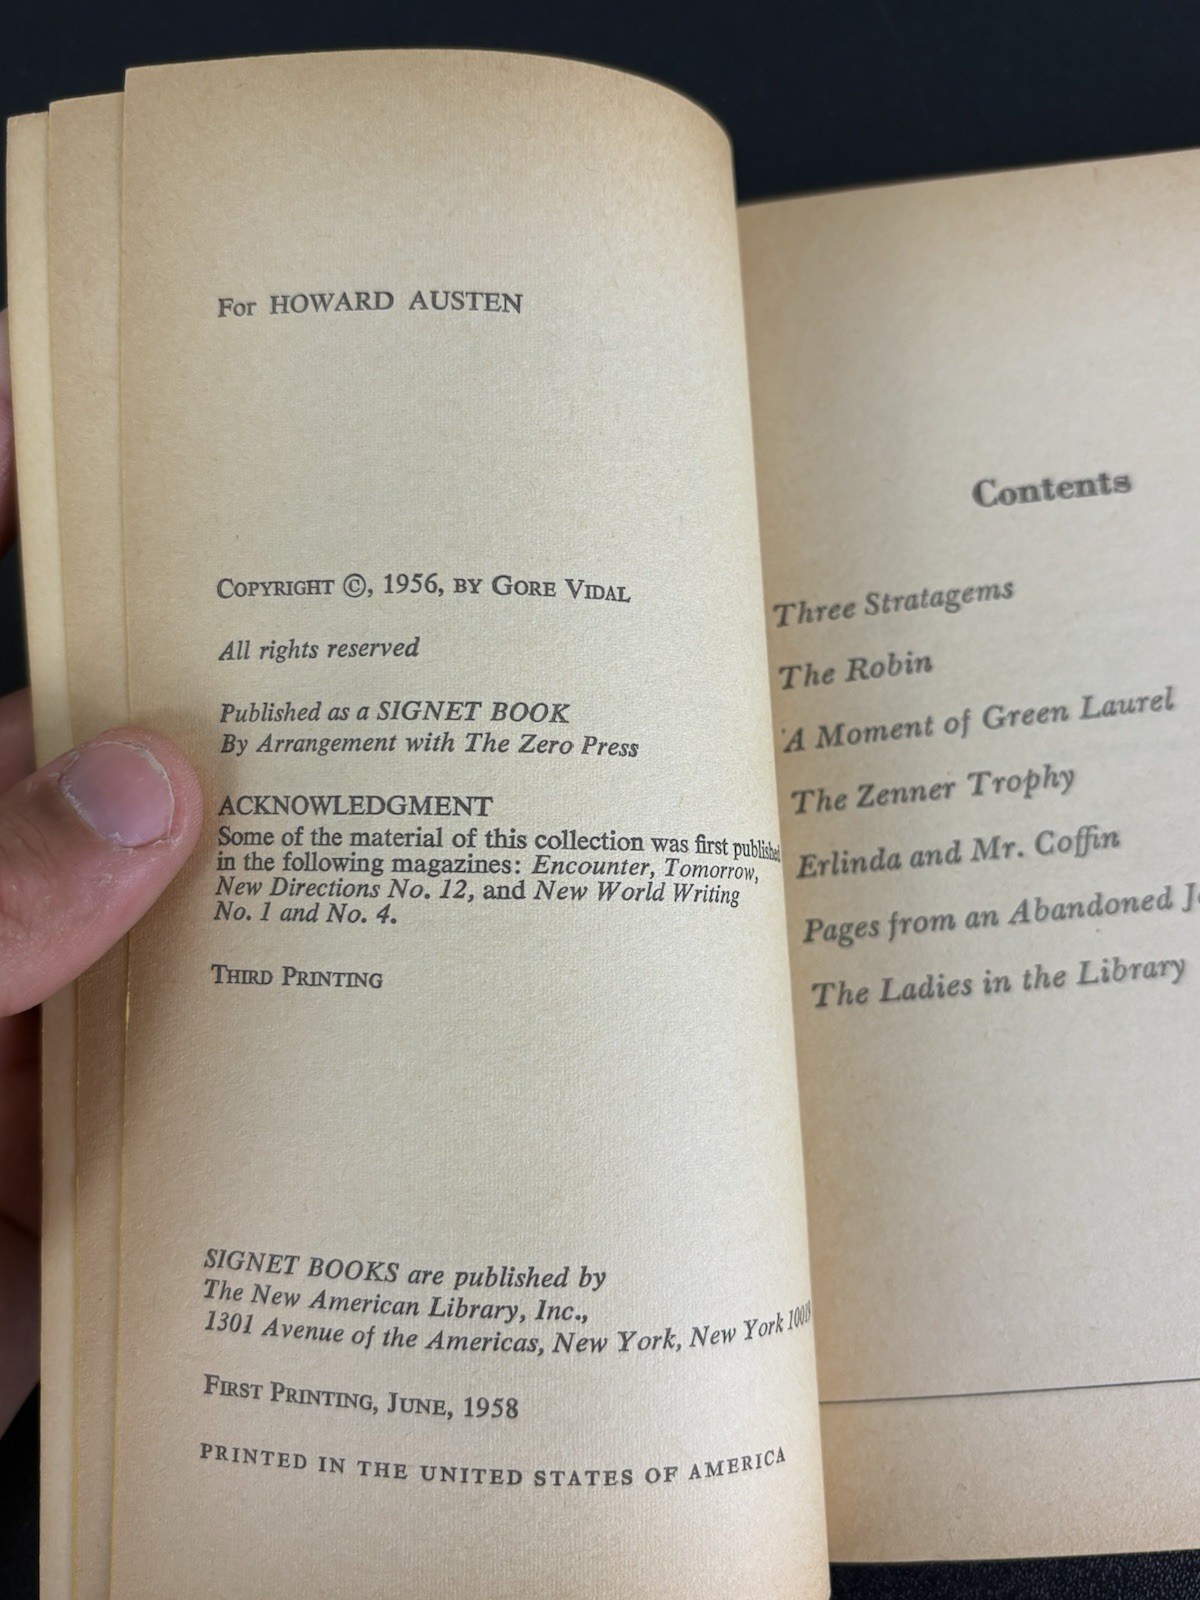 For HOWARD AUSTEN
COPYRIGHT ©, 1956, BY GORE VIDAL
All rights reserved
Published as a SIGNET BOOK
By Arrangement with The Zero Press
ACKNOWLEDGMENT
Some of the material of this collection was first published
in the following magazines: Encounter, Tomorrow,
New Directions No. 12, and New World Writing
No. 1 and No. 4.
THIRD PRINTING
SIGNET BOOKS are published by
The New American Library, Inc.,
1301 Avenue of the Americas, New York, New York
FIRST PRINTING, JUNE, 1958
PRINTED IN THE UNITED STATES OF AMERICA
Contents
Three Stratagems
The Robin
A Moment of Green Laurel
The Zenner Trophy
Erlinda and Mr. Coffin
Pages from an Abandoned
The Ladies in the Library